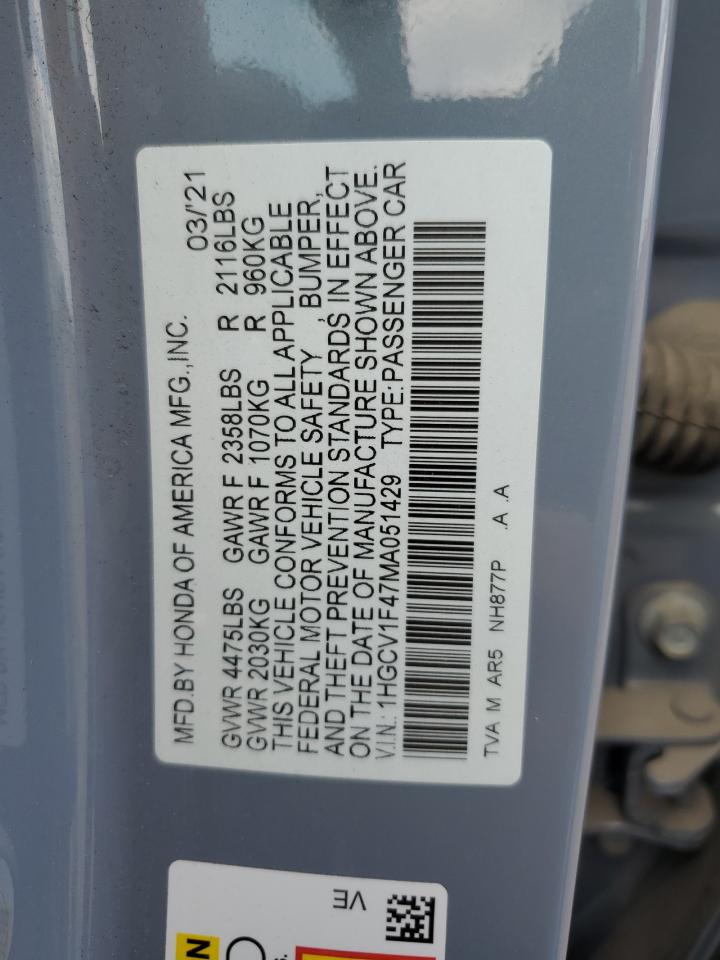 MFD.BY HONDA OF AMERICA MFG.,INC. 03/'21
GVWR 4475LBS GAWR F 2358LBS R 2116LBS
GVWR 2030KG GAWR F 1070KG R 960KG
THIS VEHICLE CONFORMS TO ALL APPLICABLE
FEDERAL MOTOR VEHICLE SAFETY , BUMPER,
AND THEFT PREVENTION STANDARDS IN EFFECT
ON THE DATE OF MANUFACTURE SHOWN ABOVE.
V.I.N.: 1HGCV1F47MA051429 TYPE:PASSENGER CAR
TVA M AR5 NH877P .A .A
VE